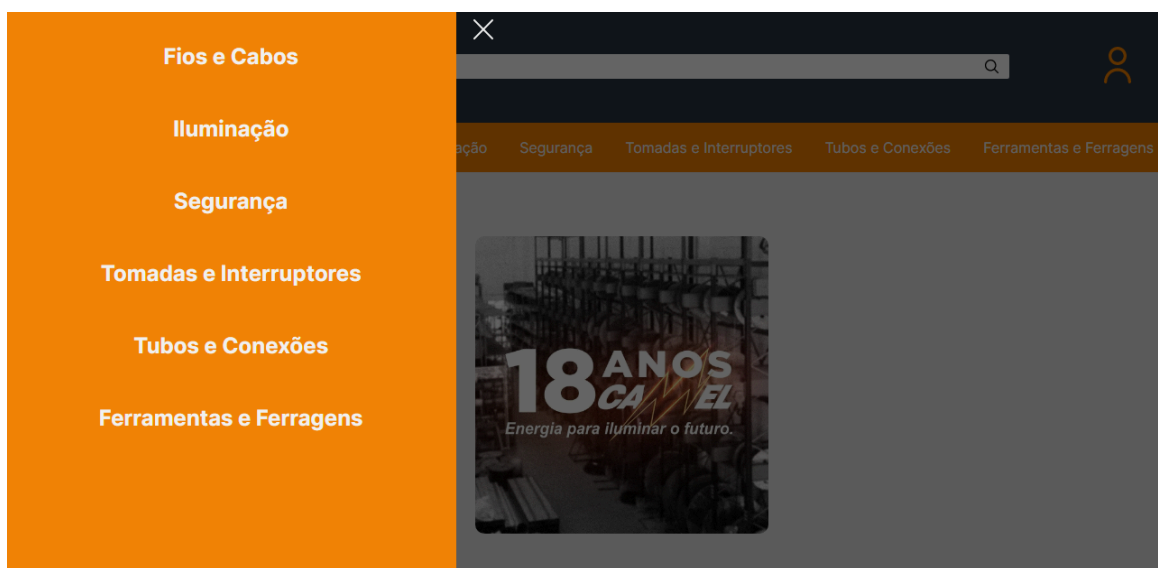 Fios e Cabos
Iluminação
Segurança
Tomadas e Interruptores
Tubos e Conexões
Ferramentas e Ferragens
ação Segurança Tomadas e Interruptores Tubos e Conexões Ferramentas e Ferragens
18 ANOS
CANNEL
Energia para iluminar o futuro.